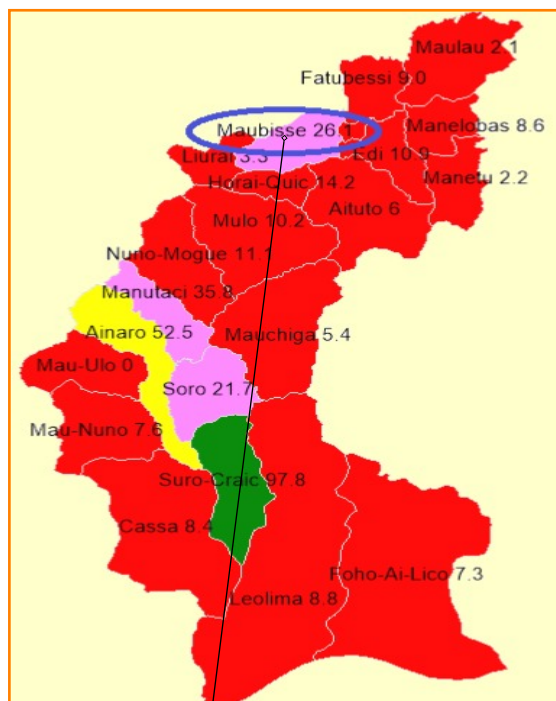 Maulau 2.1
Fatubessi 9.0
Maubisse 26.1
Manelobas 8.6
Liurai 3.3
Edi 10.9
Horai-Quic 14.2
Manetu 2.2
Mulo 10.2
Aituto 6
Nuno-Mogue 11.1
Manutaci 35.8
Ainaro 52.5
Mauchiga 5.4
Mau-Ulo 0
Soro 21.7
Mau-Nuno 7.6
Suro-Craic 97.8
Cassa 8.4
Foho-Ai-Lico 7.3
Leolima 8.8